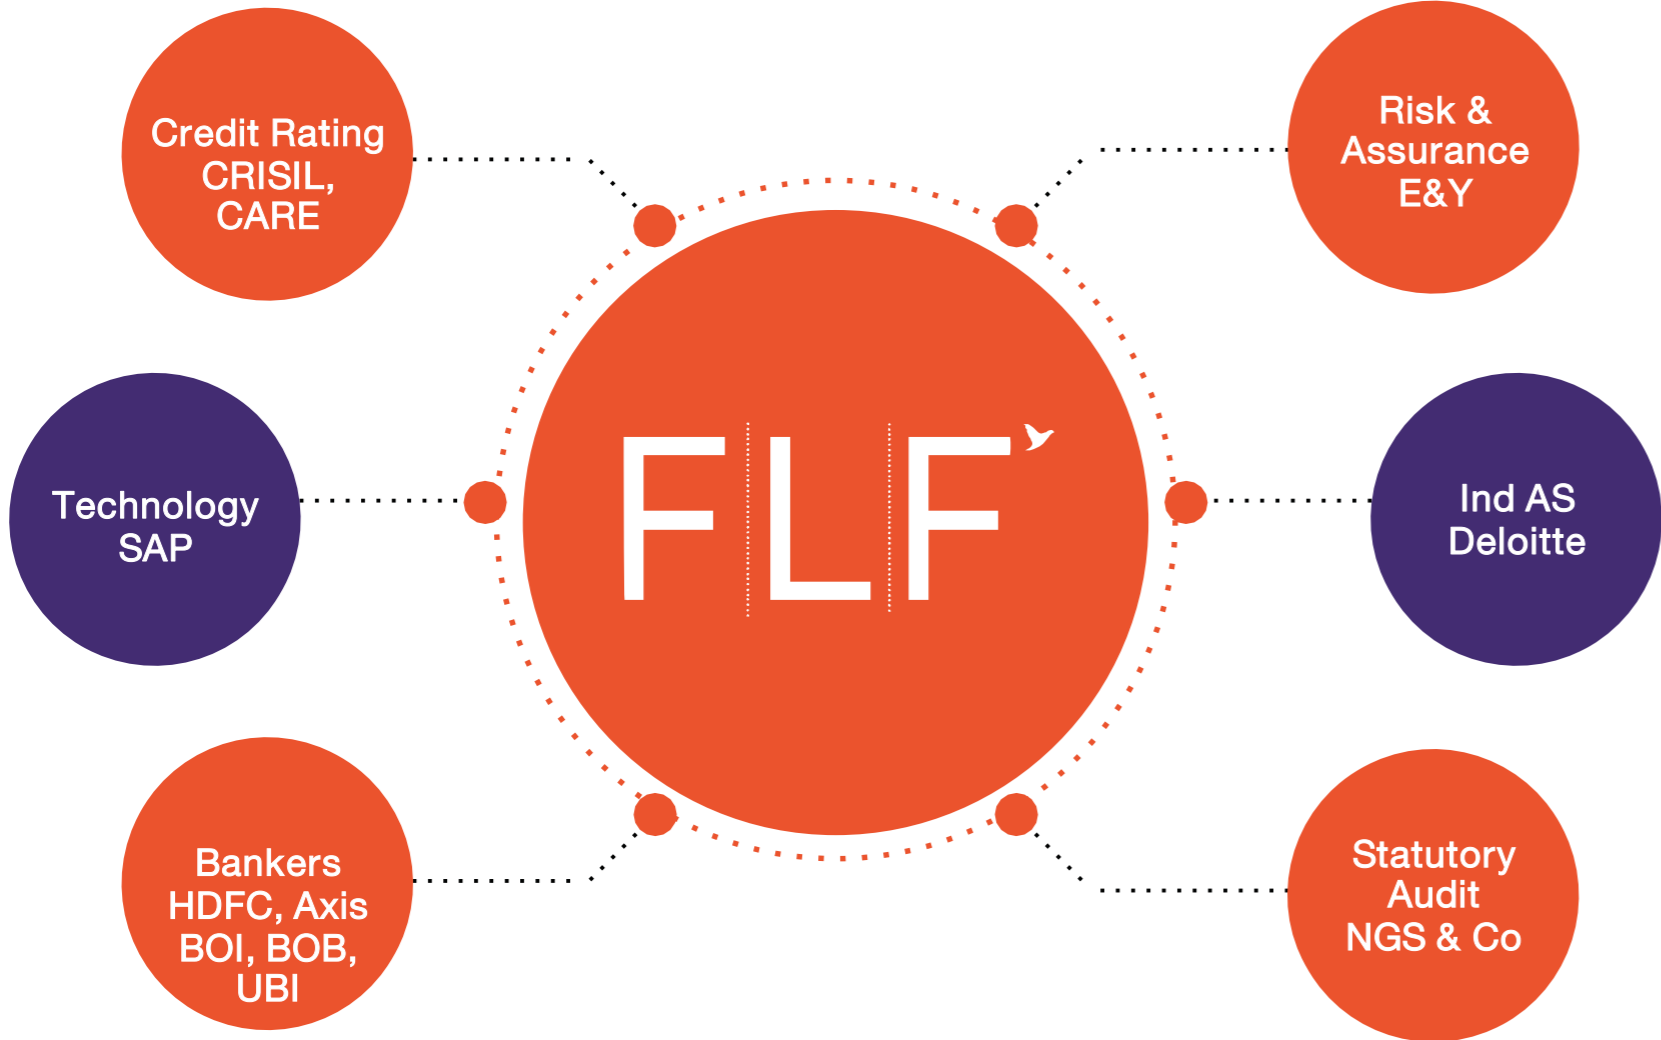 Credit Rating
CRISIL,
CARE
Risk &
Assurance
E&Y
Technology
SAP
FLF
Ind AS
Deloitte
Bankers
HDFC, Axis
BOI, BOB,
UBI
Statutory
Audit
NGS & Co